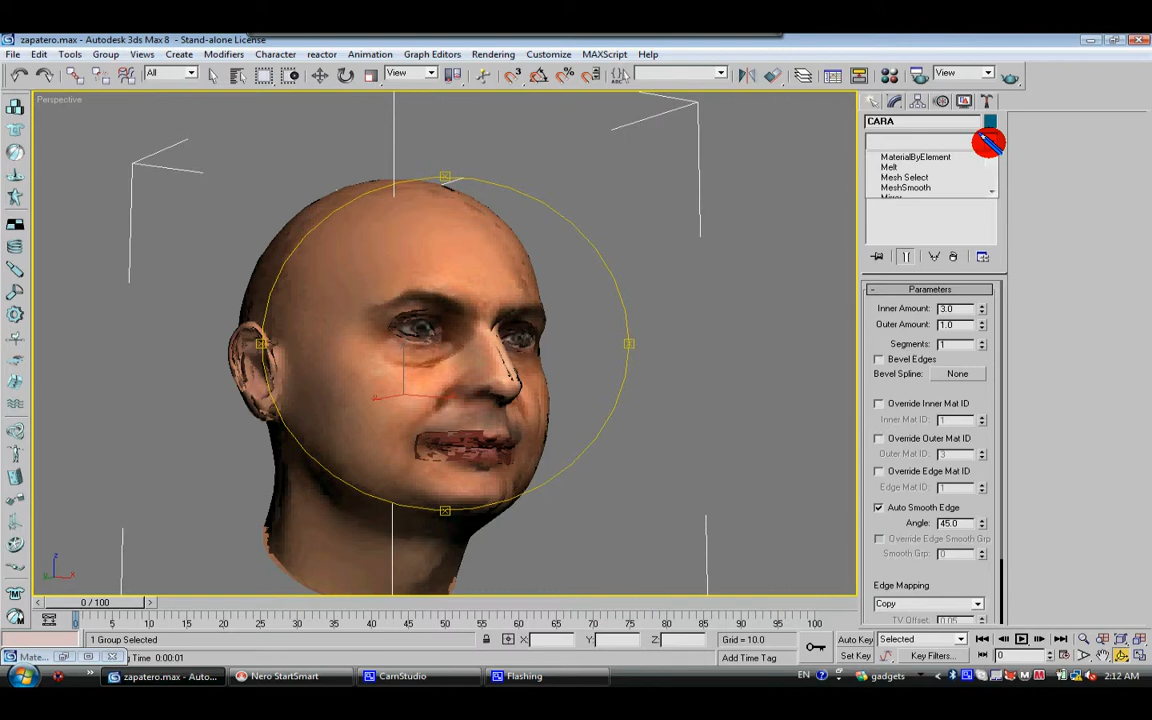 zapatero.max - Autodesk 3ds Max 8 - Stand-alone License
File Edit Tools Group Views Create Modifiers Character reactor Animation Graph Editors Rendering Customize MAXScript Help
All View View
Perspective
CARA
MaterialByElement
Melt
Mesh Select
MeshSmooth
Mirror
- Parameters
Inner Amount: 3.0
Outer Amount: 1.0
Segments: 1
Bevel Edges
Bevel Spline: None
Override Inner Mat ID
Inner Mat ID: 1
Override Outer Mat ID
Outer Mat ID: 3
Override Edge Mat ID
Edge Mat ID: 1
Auto Smooth Edge
Angle: 45.0
Override Edge Smooth Grp
Smooth Grp: 0
Edge Mapping
Copy
TV Offset: 0.05
z
x
0 / 100
0 5 10 15 20 25 30 35 40 45 50 55 60 65 70 75 80 85 90 95 100
1 Group Selected X: Y: Z: Grid = 10.0 Auto Key Selected
Mate... g Time 0:00:01 Add Time Tag Set Key Key Filters... 0
zapatero.max - Auto... Nero StartSmart CamStudio Flashing EN gadgets 2:12 AM